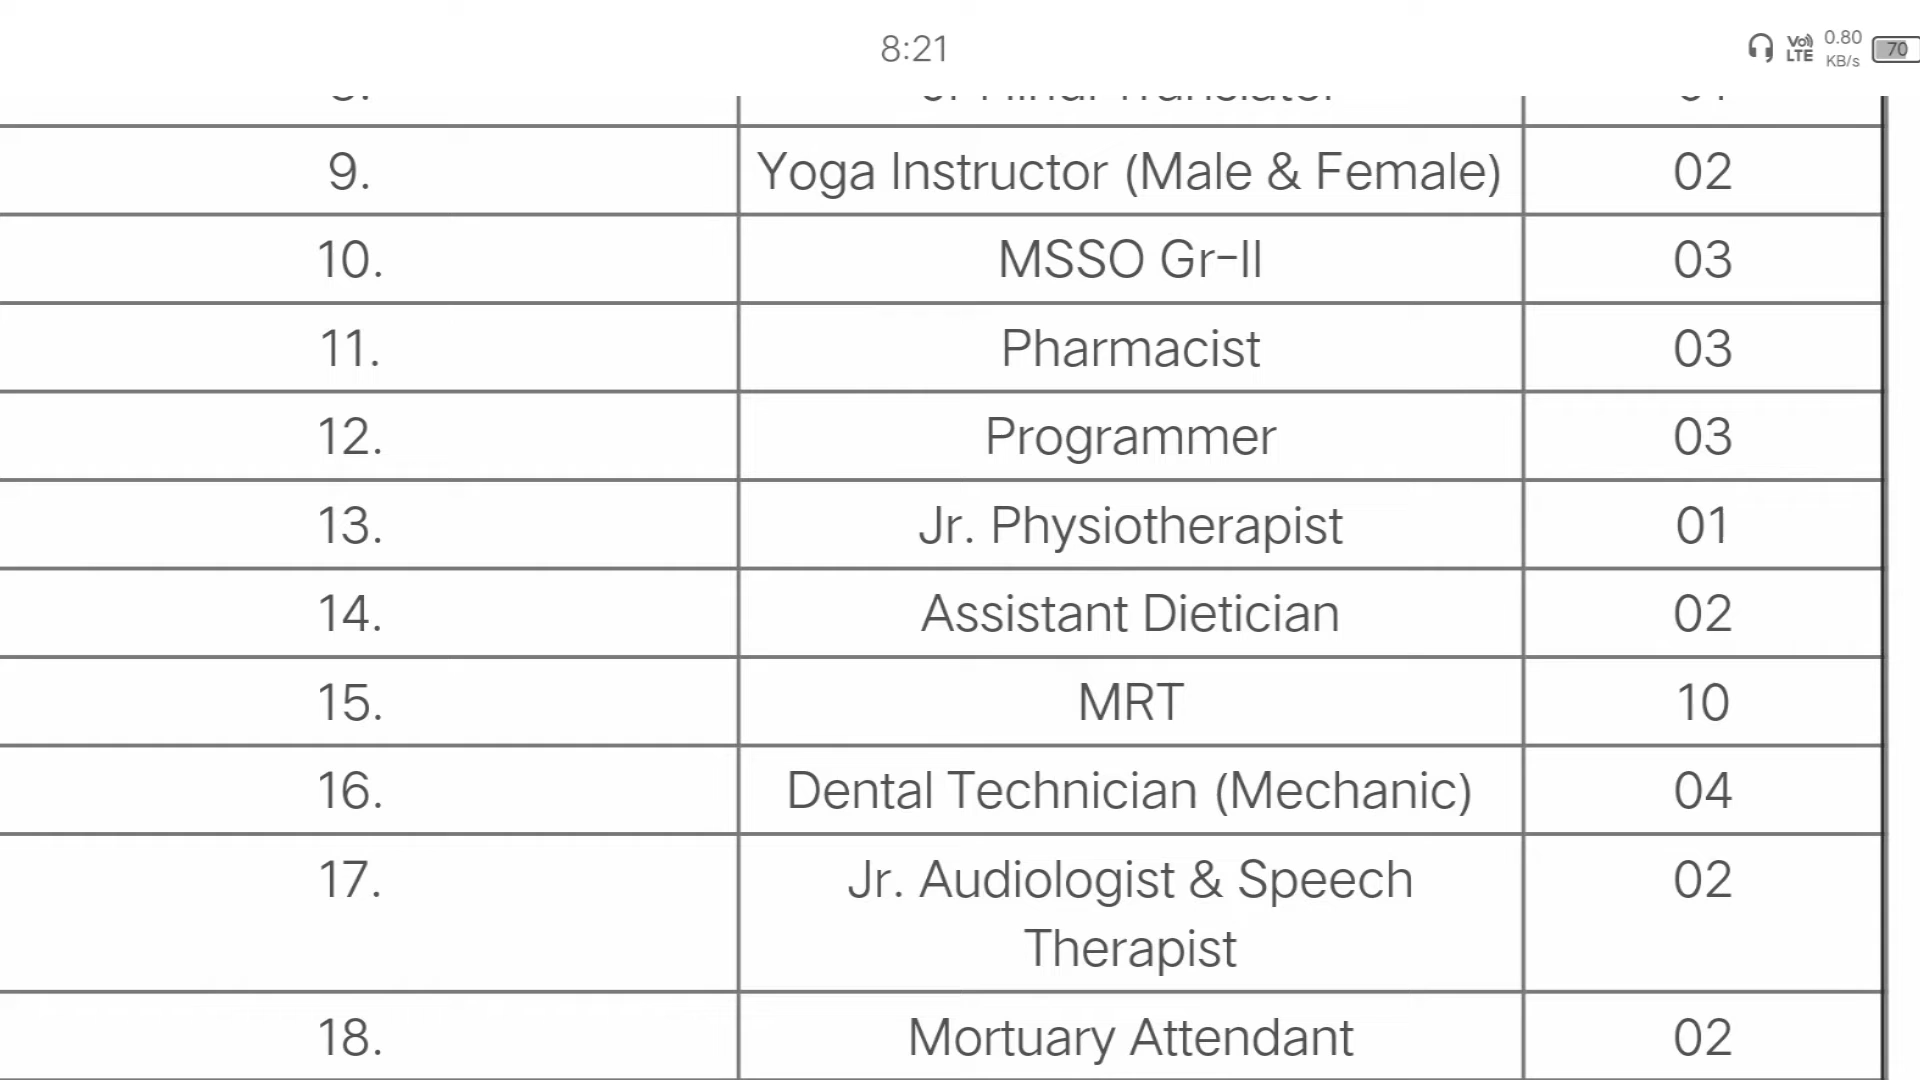 8:21
Vo)) LTE 0.80 KB/s 70
9. Yoga Instructor (Male & Female) 02
10. MSSO Gr-II 03
11. Pharmacist 03
12. Programmer 03
13. Jr. Physiotherapist 01
14. Assistant Dietician 02
15. MRT 10
16. Dental Technician (Mechanic) 04
17. Jr. Audiologist & Speech 02
Therapist
18. Mortuary Attendant 02